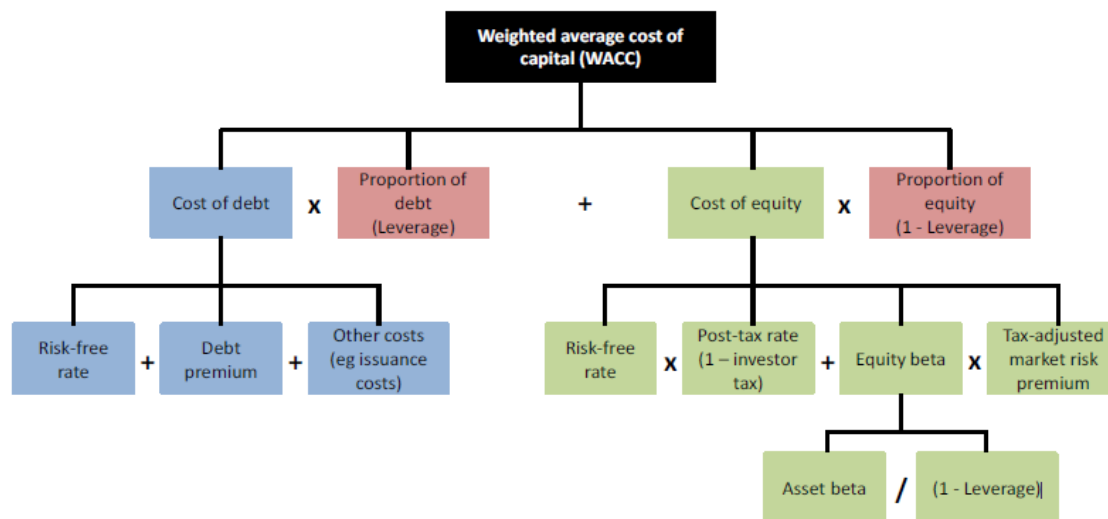 Weighted average cost of
capital (WACC)
Cost of debt
x
Proportion of
debt
(Leverage)
+
Cost of equity
x
Proportion of
equity
(1 - Leverage)
Risk-free
rate
+
Debt
premium
+
Other costs
(eg issuance
costs)
Risk-free
rate
x
Post-tax rate
(1 – investor
tax)
+
Equity beta
x
Tax-adjusted
market risk
premium
Asset beta
/
(1 - Leverage)